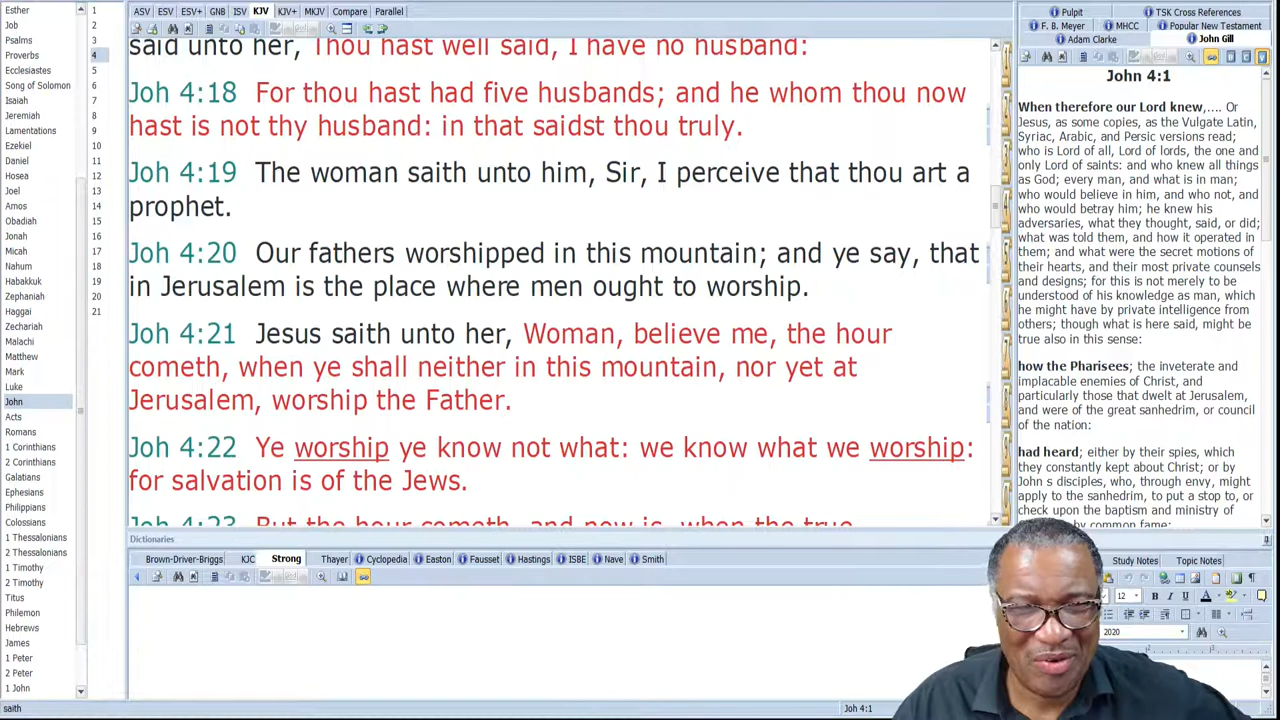 Esther
Job
Psalms
Proverbs
Ecclesiastes
Song of Solomon
Isaiah
Jeremiah
Lamentations
Ezekiel
Daniel
Hosea
Joel
Amos
Obadiah
Jonah
Micah
Nahum
Habakkuk
Zephaniah
Haggai
Zechariah
Malachi
Matthew
Mark
Luke
John
Acts
Romans
1 Corinthians
2 Corinthians
Galatians
Ephesians
Philippians
Colossians
1 Thessalonians
2 Thessalonians
1 Timothy
2 Timothy
Titus
Philemon
Hebrews
James
1 Peter
2 Peter
1 John
1
2
3
4
5
6
7
8
9
10
11
12
13
14
15
16
17
18
19
20
21
ASV ESV ESV+ GNB ISV KJV KJV+ MKJV Compare Parallel
said unto her, Thou hast well said, I have no husband:
Joh 4:18 For thou hast had five husbands; and he whom thou now
hast is not thy husband: in that saidst thou truly.
Joh 4:19 The woman saith unto him, Sir, I perceive that thou art a
prophet.
Joh 4:20 Our fathers worshipped in this mountain; and ye say, that
in Jerusalem is the place where men ought to worship.
Joh 4:21 Jesus saith unto her, Woman, believe me, the hour
cometh, when ye shall neither in this mountain, nor yet at
Jerusalem, worship the Father.
Joh 4:22 Ye worship ye know not what: we know what we worship:
for salvation is of the Jews.
Joh 4:23 But the hour cometh, and now is, when the true
Dictionaries
Brown-Driver-Briggs KJC Strong Thayer Cyclopedia Easton Fausset Hastings ISBE Nave Smith
Pulpit TSK Cross References
F. B. Meyer MHCC Popular New Testament
Adam Clarke John Gill
John 4:1
When therefore our Lord knew,.... Or
Jesus, as some copies, as the Vulgate Latin,
Syriac, Arabic, and Persic versions read;
who is Lord of all, Lord of lords, the one and
only Lord of saints: and who knew all things
as God; every man, and what is in man;
who would believe in him, and who not, and
who would betray him; he knew his
adversaries, what they thought, said, or did;
what was told them, and how it operated in
them; and what were the secret motions of
their hearts, and their most private counsels
and designs; for this is not merely to be
understood of his knowledge as man, which
he might have by private intelligence from
others; though what is here said, might be
true also in this sense:
how the Pharisees; the inveterate and
implacable enemies of Christ, and
particularly those that dwelt at Jerusalem,
and were of the great sanhedrim, or council
of the nation:
had heard; either by their spies, which
they constantly kept about Christ; or by
John s disciples, who, through envy, might
apply to the sanhedrim, to put a stop to, or
check upon the baptism and ministry of
by common fame:
Study Notes Topic Notes
12 B I U A
2020
saith
Joh 4:1